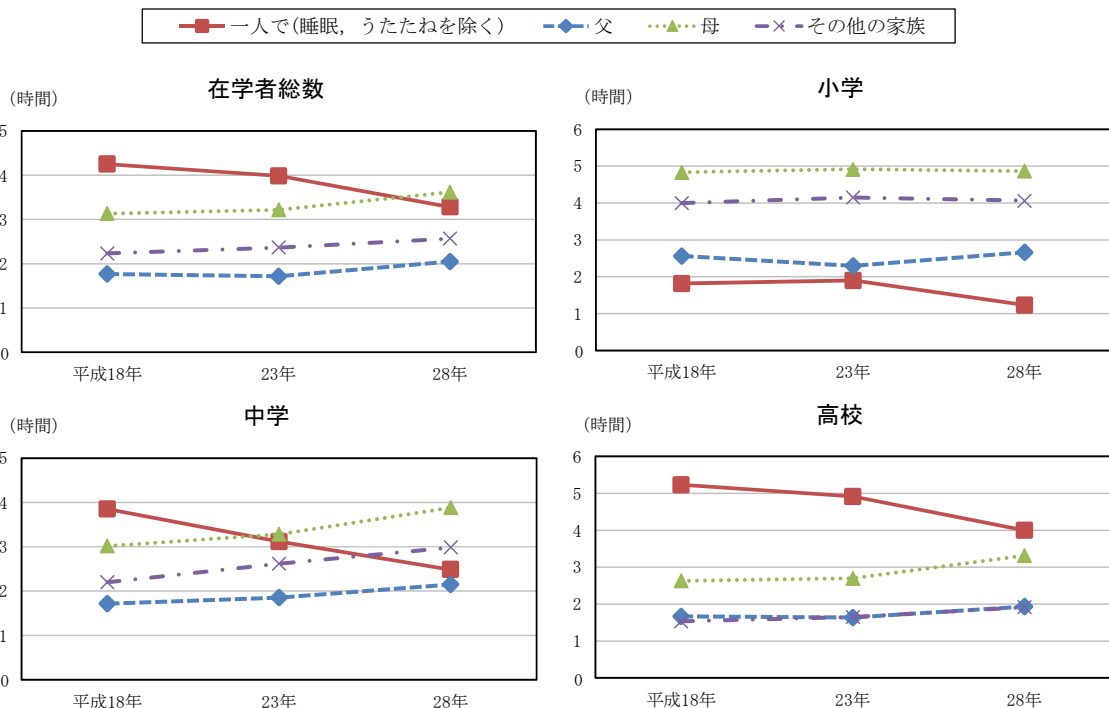 一人で(睡眠，うたたねを除く) 父 母 その他の家族
在学者総数
(時間)
5
4
3
2
1
0
平成18年 23年 28年
小学
(時間)
6
5
4
3
2
1
0
平成18年 23年 28年
中学
(時間)
5
4
3
2
1
0
平成18年 23年 28年
高校
(時間)
6
5
4
3
2
1
0
平成18年 23年 28年